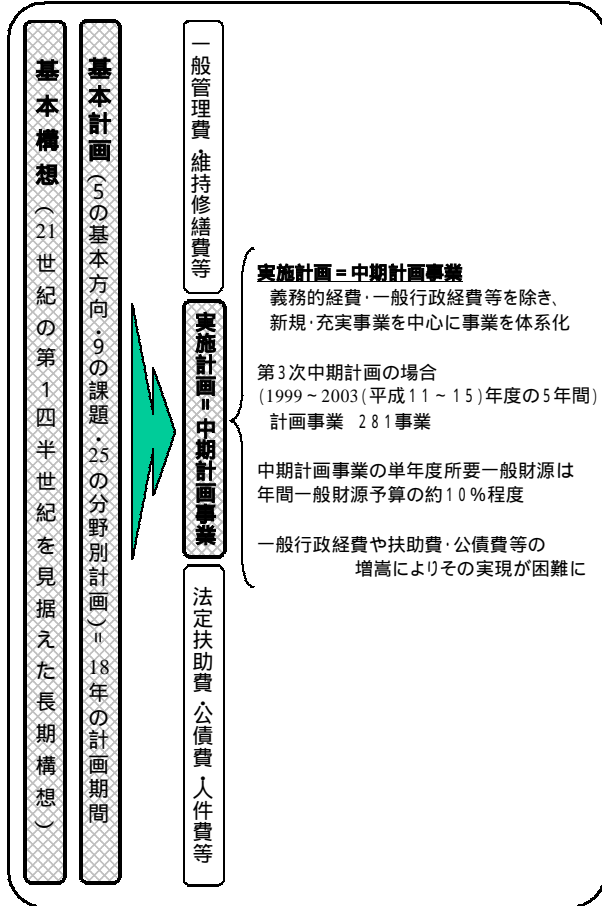 基本構想（21世紀の第1四半世紀を見据えた長期構想）
基本計画（5の基本方向・9の課題・25の分野別計画）＝18年の計画期間
一般管理費・維持修繕費等
実施計画＝中期計画事業
法定扶助費・公債費・人件費等
実施計画＝中期計画事業
義務的経費・一般行政経費等を除き、
新規・充実事業を中心に事業を体系化
第3次中期計画の場合
(1999～2003(平成11～15)年度の5年間)
計画事業 281事業
中期計画事業の単年度所要一般財源は
年間一般財源予算の約10%程度
一般行政経費や扶助費・公債費等の
増嵩によりその実現が困難に